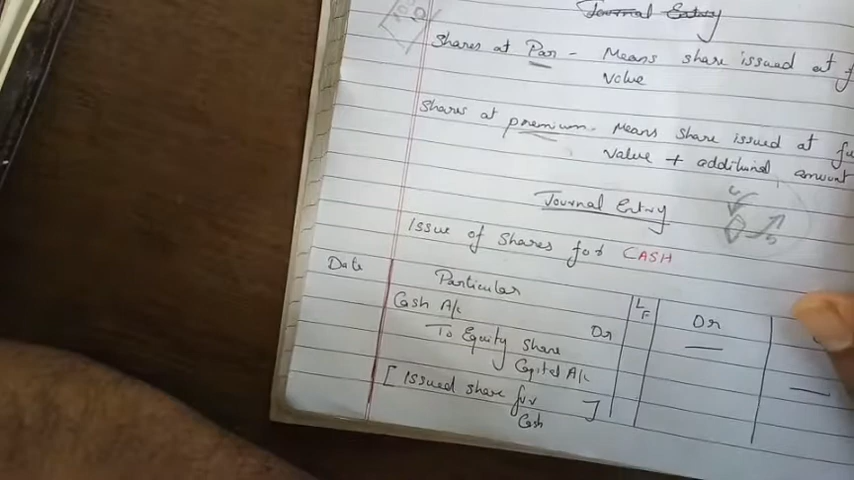 Journal Entry
Shares at Par - Means share issued at
value
Shares at premium. Means share issued at
value + additiunal amount
Journal Entry
Issue of Shares for CASH
Date Particular LF Dr
Cash A/c Dr
To Equity share
Capital A/c
[Issued share for ]
Cash